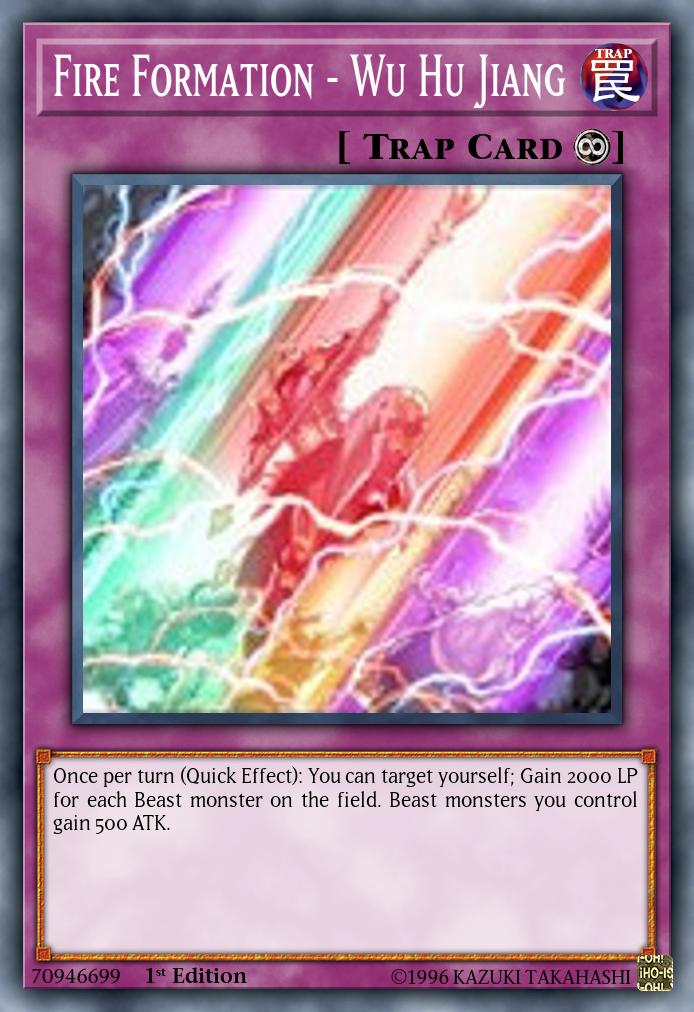 Fire Formation - Wu Hu Jiang
TRAP
罠
[ Trap Card ]
Once per turn (Quick Effect): You can target yourself; Gain 2000 LP
for each Beast monster on the field. Beast monsters you control
gain 500 ATK.
70946699 1st Edition ©1996 KAZUKI TAKAHASHI